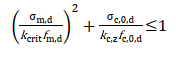 (σm,d / kcrit fm,d)² + σc,0,d / kc,z fc,0,d ≤1